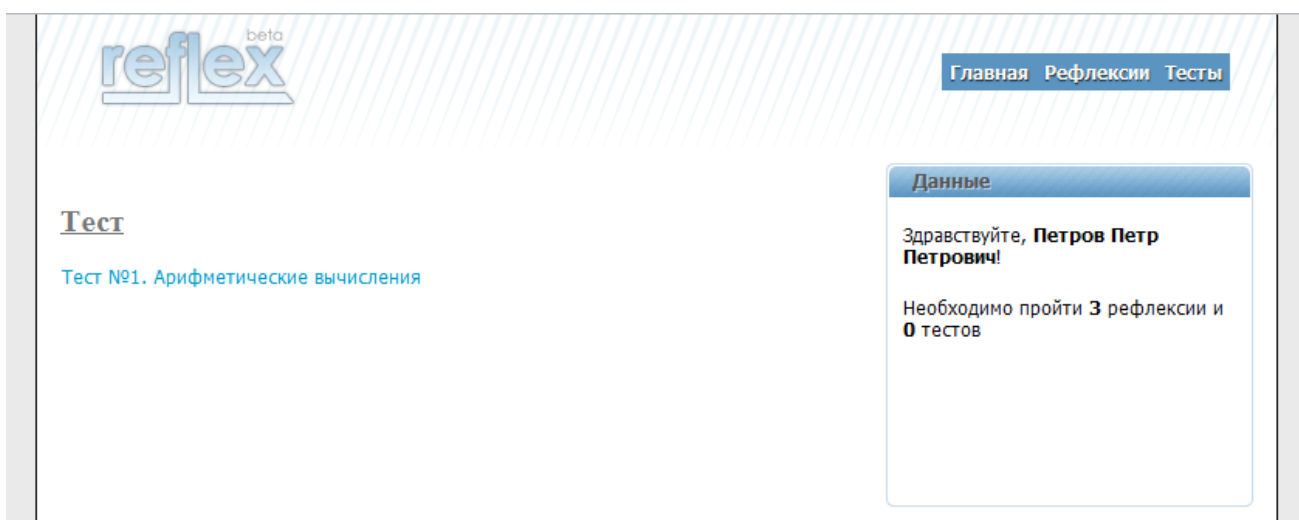 beta
reflex
Главная Рефлексии Тесты
Тест
Тест №1. Арифметические вычисления
Данные
Здравствуйте, Петров Петр
Петрович!
Необходимо пройти 3 рефлексии и
0 тестов